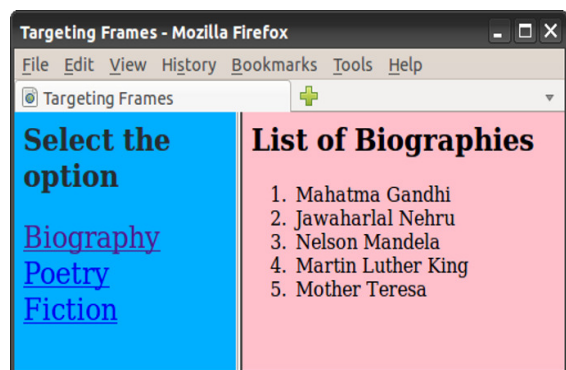 Targeting Frames - Mozilla Firefox
File Edit View History Bookmarks Tools Help
Targeting Frames
Select the
option
Biography
Poetry
Fiction
List of Biographies
1. Mahatma Gandhi
2. Jawaharlal Nehru
3. Nelson Mandela
4. Martin Luther King
5. Mother Teresa